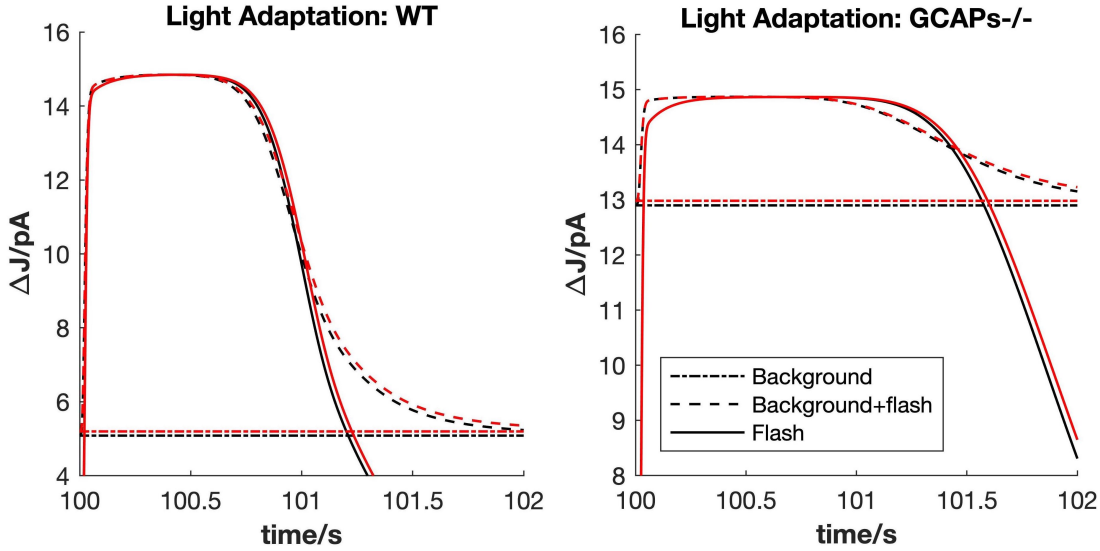 Light Adaptation: WT
16
14
12
10
8
6
4
ΔJ/pA
100
100.5
101
101.5
102
time/s
Light Adaptation: GCAPs-/-
16
15
14
13
12
11
10
9
8
ΔJ/pA
Background
Background+flash
Flash
100
100.5
101
101.5
102
time/s